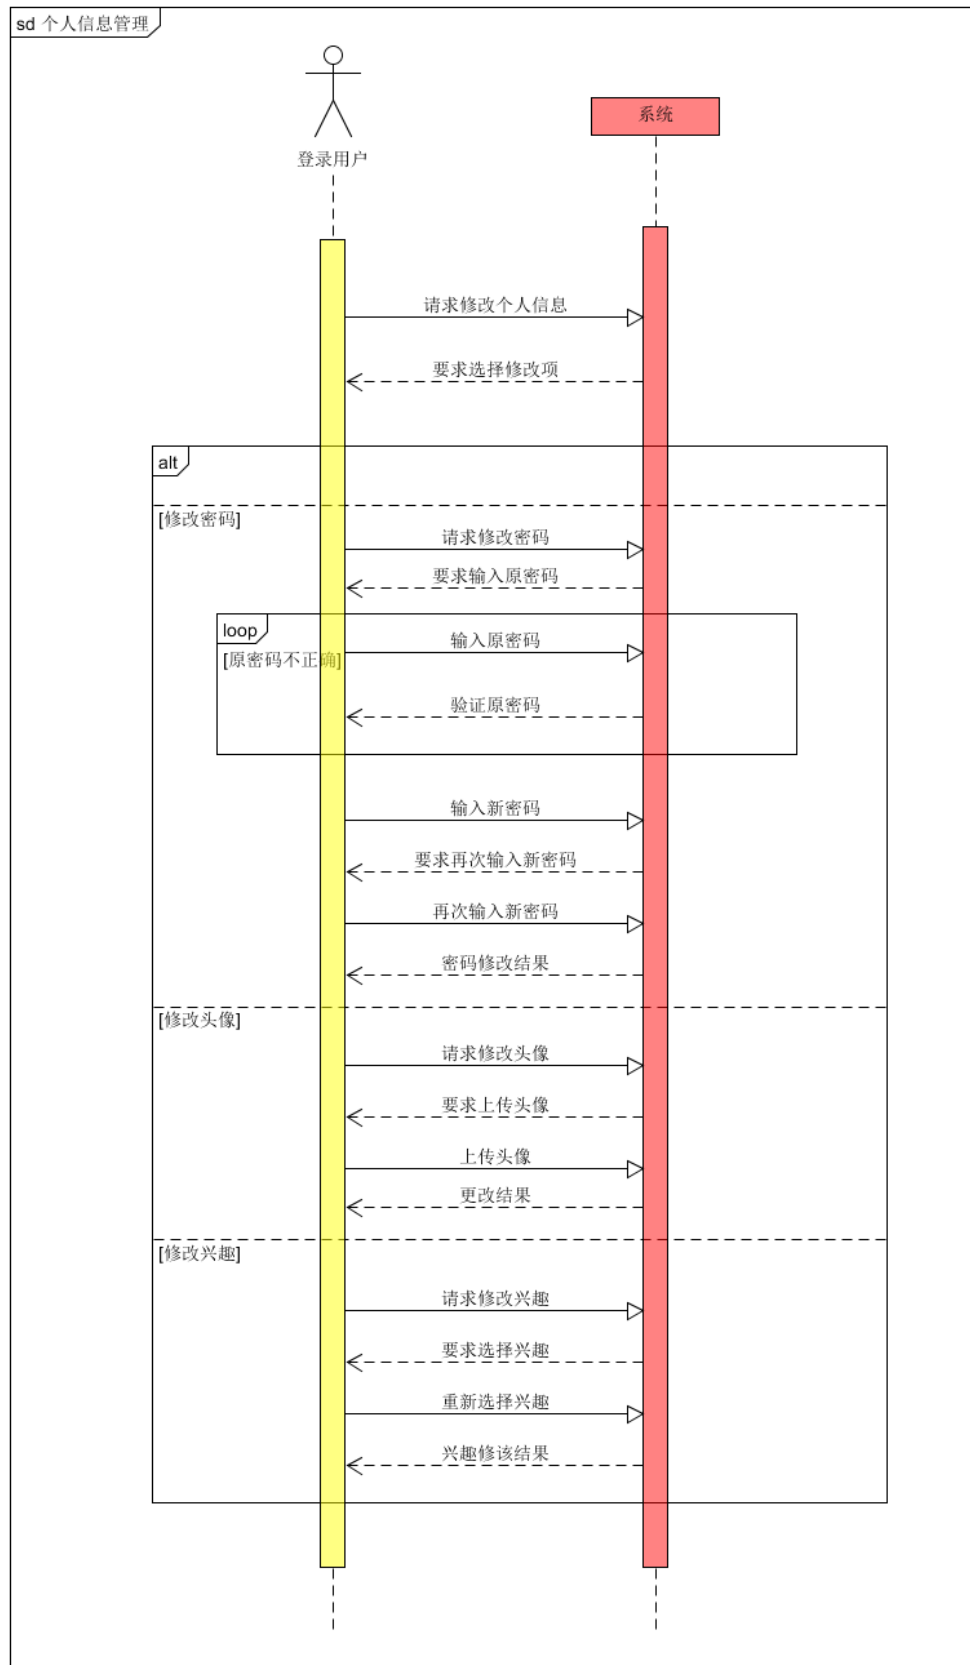 sd 个人信息管理
登录用户
系统
请求修改个人信息
要求选择修改项
alt
[修改密码]
请求修改密码
要求输入原密码
loop
[原密码不正确]
输入原密码
验证原密码
输入新密码
要求再次输入新密码
再次输入新密码
密码修改结果
[修改头像]
请求修改头像
要求上传头像
上传头像
更改结果
[修改兴趣]
请求修改兴趣
要求选择兴趣
重新选择兴趣
兴趣修该结果